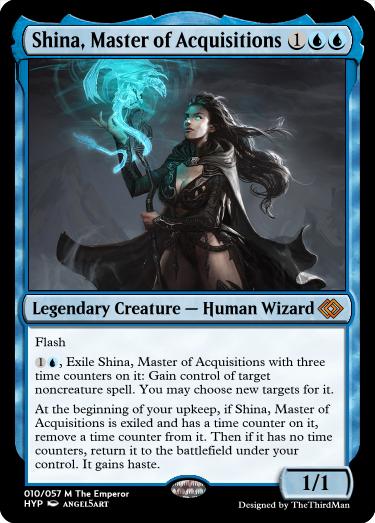 Shina, Master of Acquisitions 1
Legendary Creature — Human Wizard
Flash
1, Exile Shina, Master of Acquisitions with three
time counters on it: Gain control of target
noncreature spell. You may choose new targets for it.
At the beginning of your upkeep, if Shina, Master of
Acquisitions is exiled and has a time counter on it,
remove a time counter from it. Then if it has no time
counters, return it to the battlefield under your
control. It gains haste.
1/1
010/057 M The Emperor
HYP ANGEL5ART
Designed by TheThirdMan